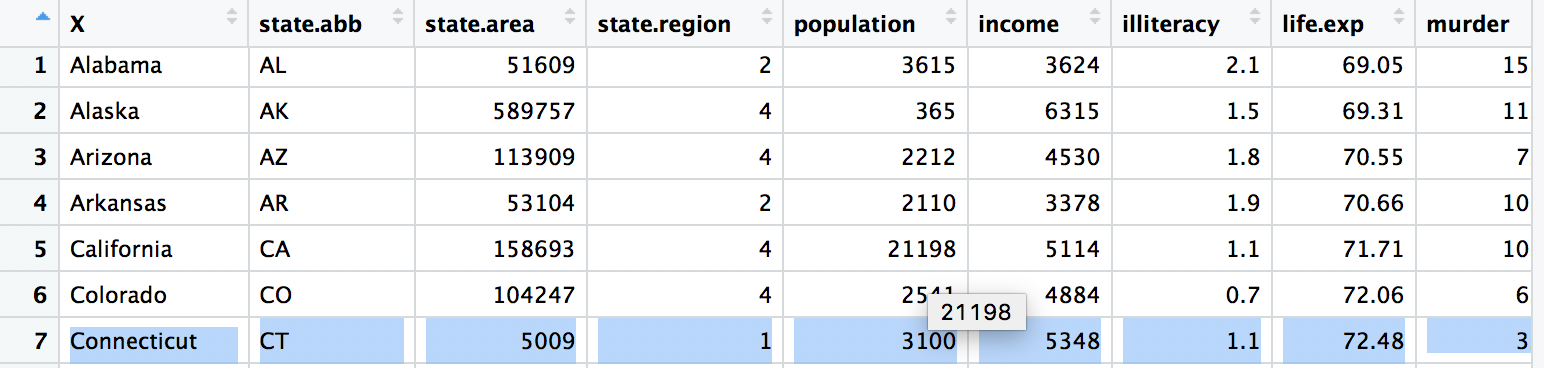 X state.abb state.area state.region population income illiteracy life.exp murder
1 Alabama AL 51609 2 3615 3624 2.1 69.05 15
2 Alaska AK 589757 4 365 6315 1.5 69.31 11
3 Arizona AZ 113909 4 2212 4530 1.8 70.55 7
4 Arkansas AR 53104 2 2110 3378 1.9 70.66 10
5 California CA 158693 4 21198 5114 1.1 71.71 10
6 Colorado CO 104247 4 2541 4884 0.7 72.06 6
21198
7 Connecticut CT 5009 1 3100 5348 1.1 72.48 3